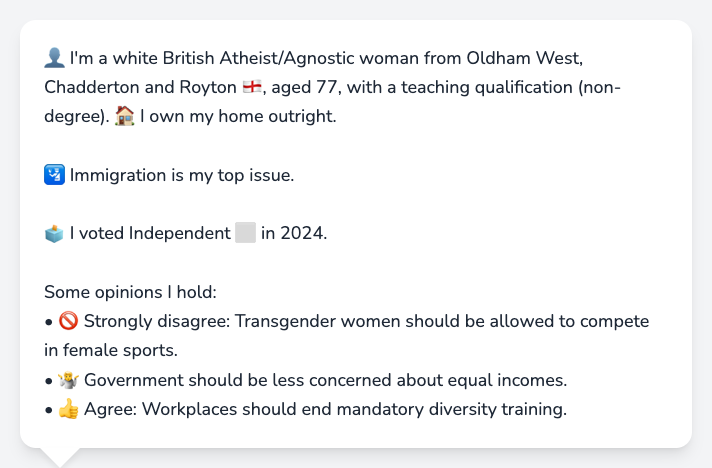 👤 I'm a white British Atheist/Agnostic woman from Oldham West,
Chadderton and Royton 🏴󠁧󠁢󠁥󠁮󠁧󠁿, aged 77, with a teaching qualification (non-
degree). 🏠 I own my home outright.
🛂 Immigration is my top issue.
🗳️ I voted Independent ⬜ in 2024.
Some opinions I hold:
• 🚫 Strongly disagree: Transgender women should be allowed to compete
in female sports.
• 🤷 Government should be less concerned about equal incomes.
• 👍 Agree: Workplaces should end mandatory diversity training.